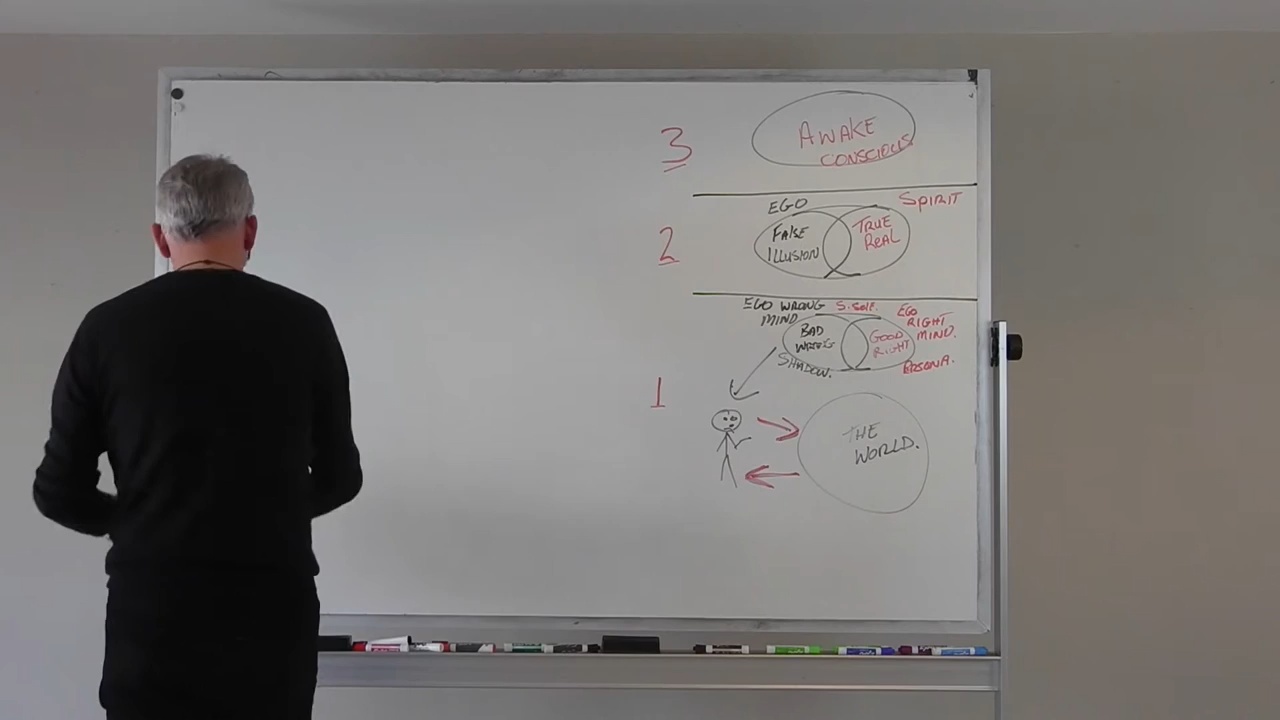 3
AWAKE
CONSCIOUS
EGO
SPIRIT
2
FALSE
ILLUSION
TRUE
REAL
EGO WRONG
MIND
S. SELF.
EGO
RIGHT
MIND.
BAD
WRONG
GOOD
RIGHT
SHADOW.
PERSONA.
1
THE
WORLD.